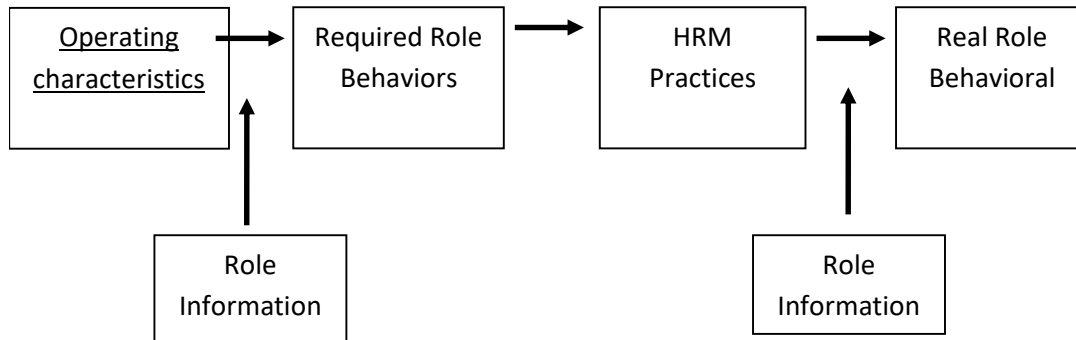 Operating
characteristics
Required Role
Behaviors
HRM
Practices
Real Role
Behavioral
Role
Information
Role
Information